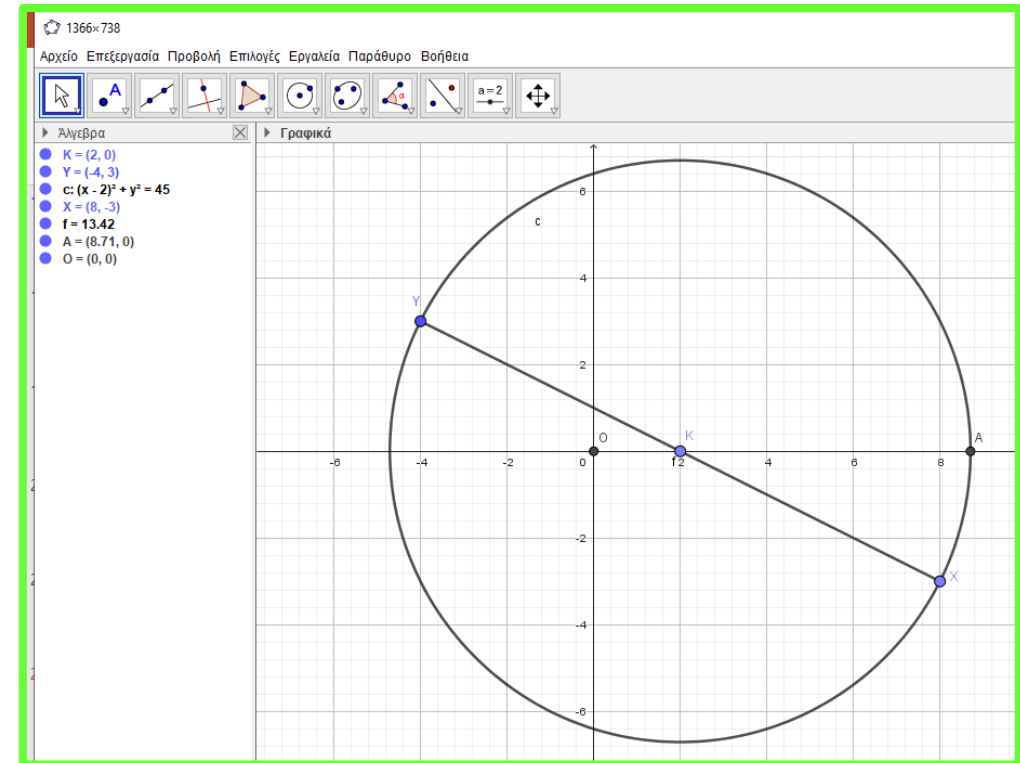 1366×738
Αρχείο Επεξεργασία Προβολή Επιλογές Εργαλεία Παράθυρο Βοήθεια
A
α
a = 2
Άλγεβρα
Γραφικά
K = (2, 0)
Y = (-4, 3)
c: (x - 2)² + y² = 45
X = (8, -3)
f = 13.42
A = (8.71, 0)
O = (0, 0)
6
c
4
Y
2
O
K
A
-6
-4
-2
0
f
2
4
6
8
-2
X
-4
-6